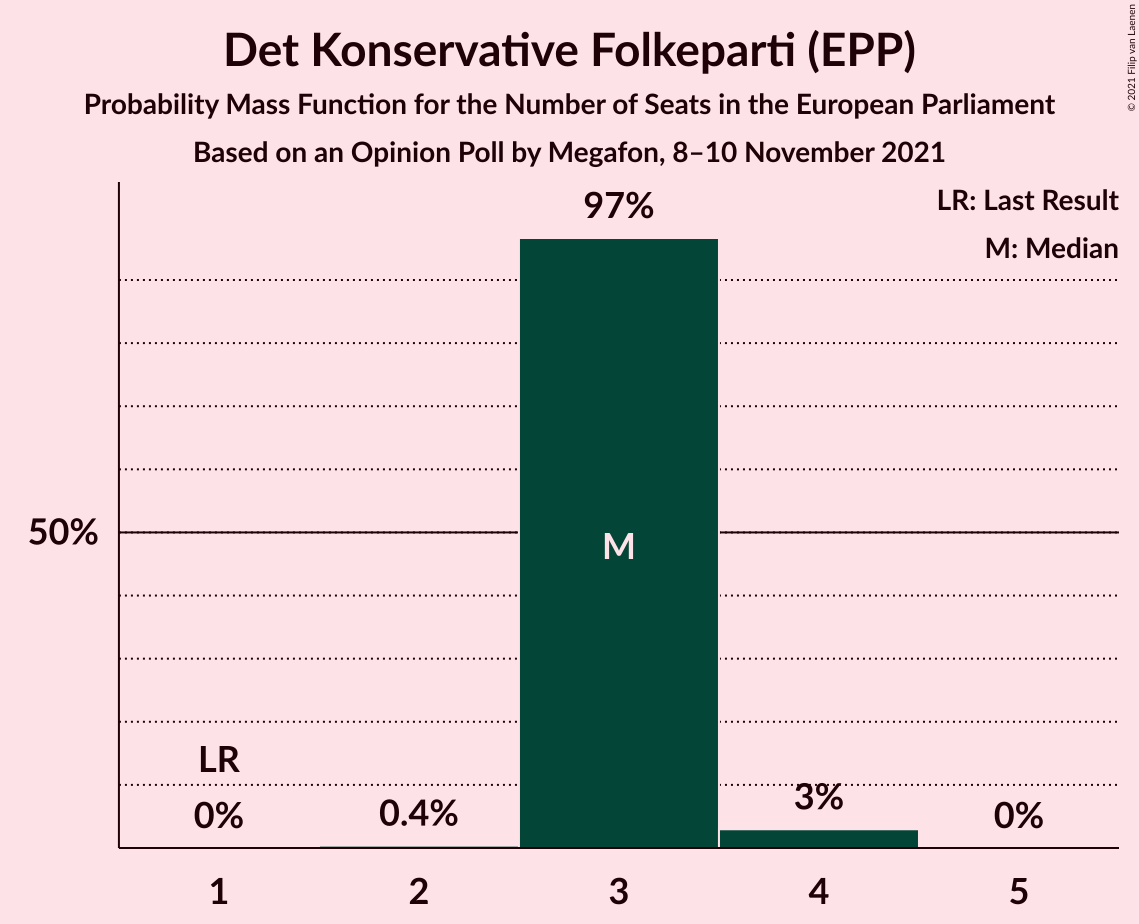 Det Konservative Folkeparti (EPP)
Probability Mass Function for the Number of Seats in the European Parliament
Based on an Opinion Poll by Megafon, 8–10 November 2021
© 2021 Filip van Laenen
97%
LR: Last Result
M: Median
50%
M
LR
0%
0.4%
3%
0%
1 2 3 4 5